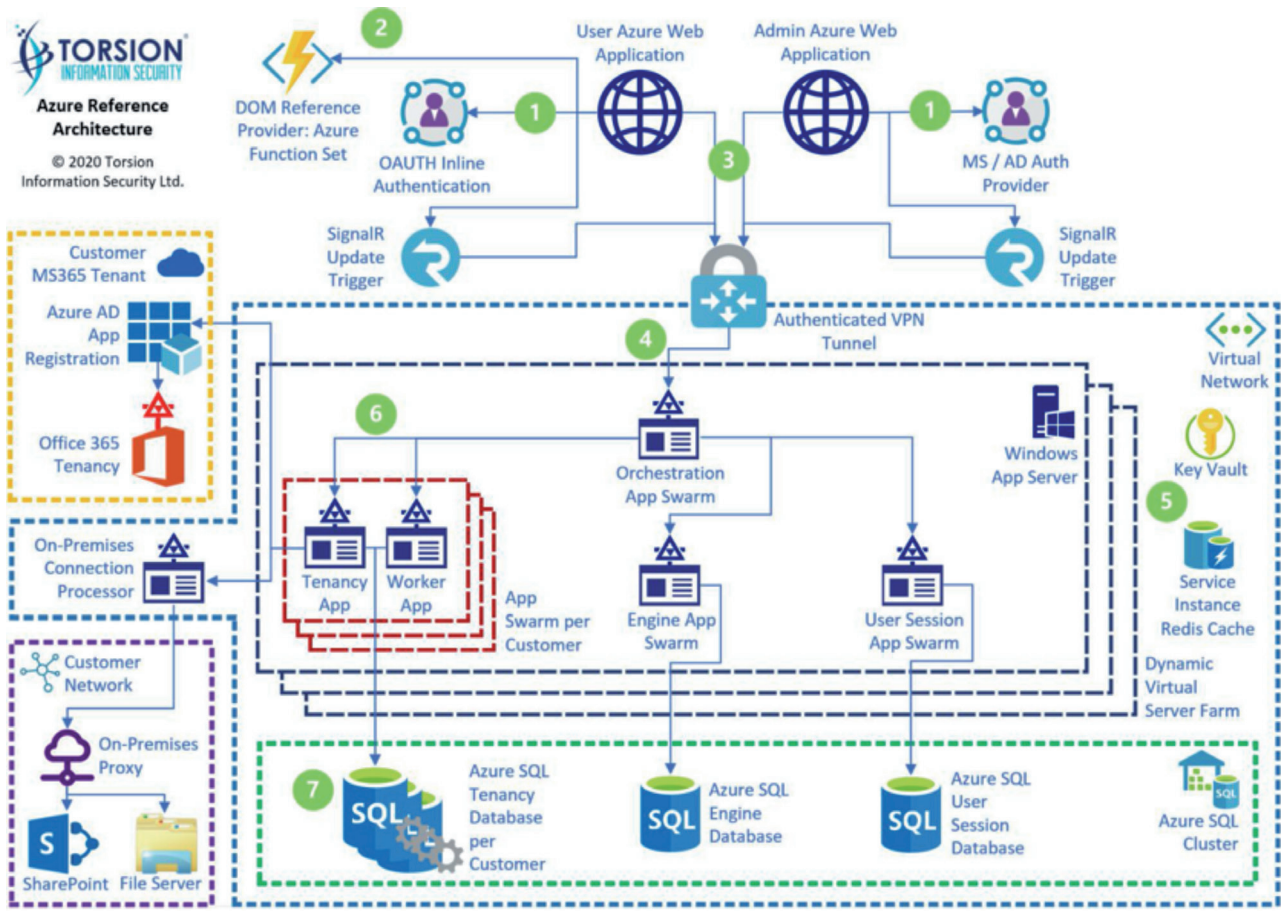 TORSION
INFORMATION SECURITY
Azure Reference
Architecture
© 2020 Torsion
Information Security Ltd.
2
DOM Reference
Provider: Azure
Function Set
1
OAUTH Inline
Authentication
User Azure Web
Application
Admin Azure Web
Application
1
MS / AD Auth
Provider
3
SignalR
Update
Trigger
SignalR
Update
Trigger
Authenticated VPN
Tunnel
Customer
MS365 Tenant
Azure AD
App
Registration
Office 365
Tenancy
Virtual
Network
Key Vault
5
Service
Instance
Redis Cache
4
6
Orchestration
App Swarm
Windows
App Server
Tenancy
App
Worker
App
App
Swarm per
Customer
Engine App
Swarm
User Session
App Swarm
Dynamic
Virtual
Server Farm
On-Premises
Connection
Processor
Customer
Network
On-Premises
Proxy
S
SharePoint
File Server
7
SQL
Azure SQL
Tenancy
Database
per
Customer
SQL
Azure SQL
Engine
Database
SQL
Azure SQL
User
Session
Database
SQL
Azure SQL
Cluster